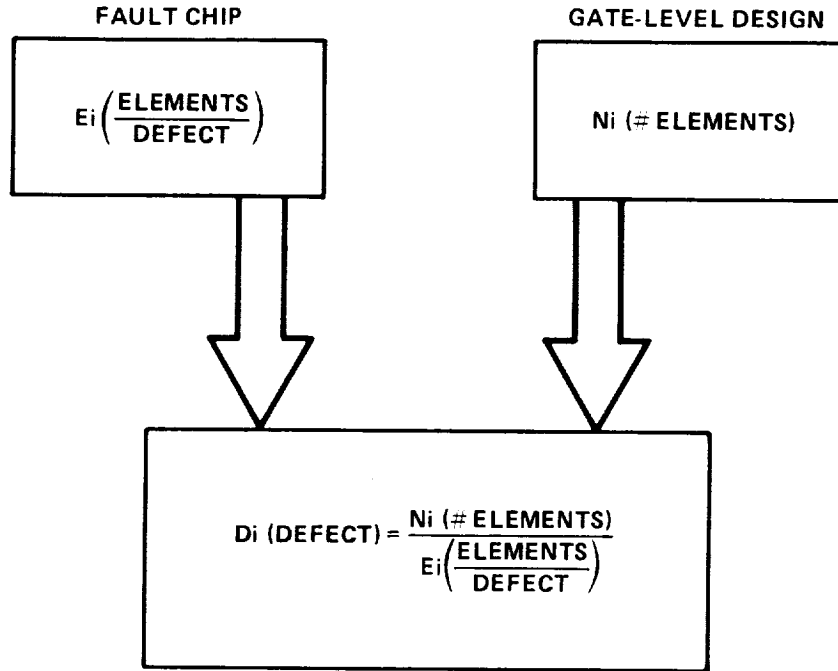 FAULT CHIP
GATE-LEVEL DESIGN
Ei (ELEMENTS / DEFECT)
Ni (# ELEMENTS)
Di (DEFECT) = Ni (# ELEMENTS) / Ei (ELEMENTS / DEFECT)